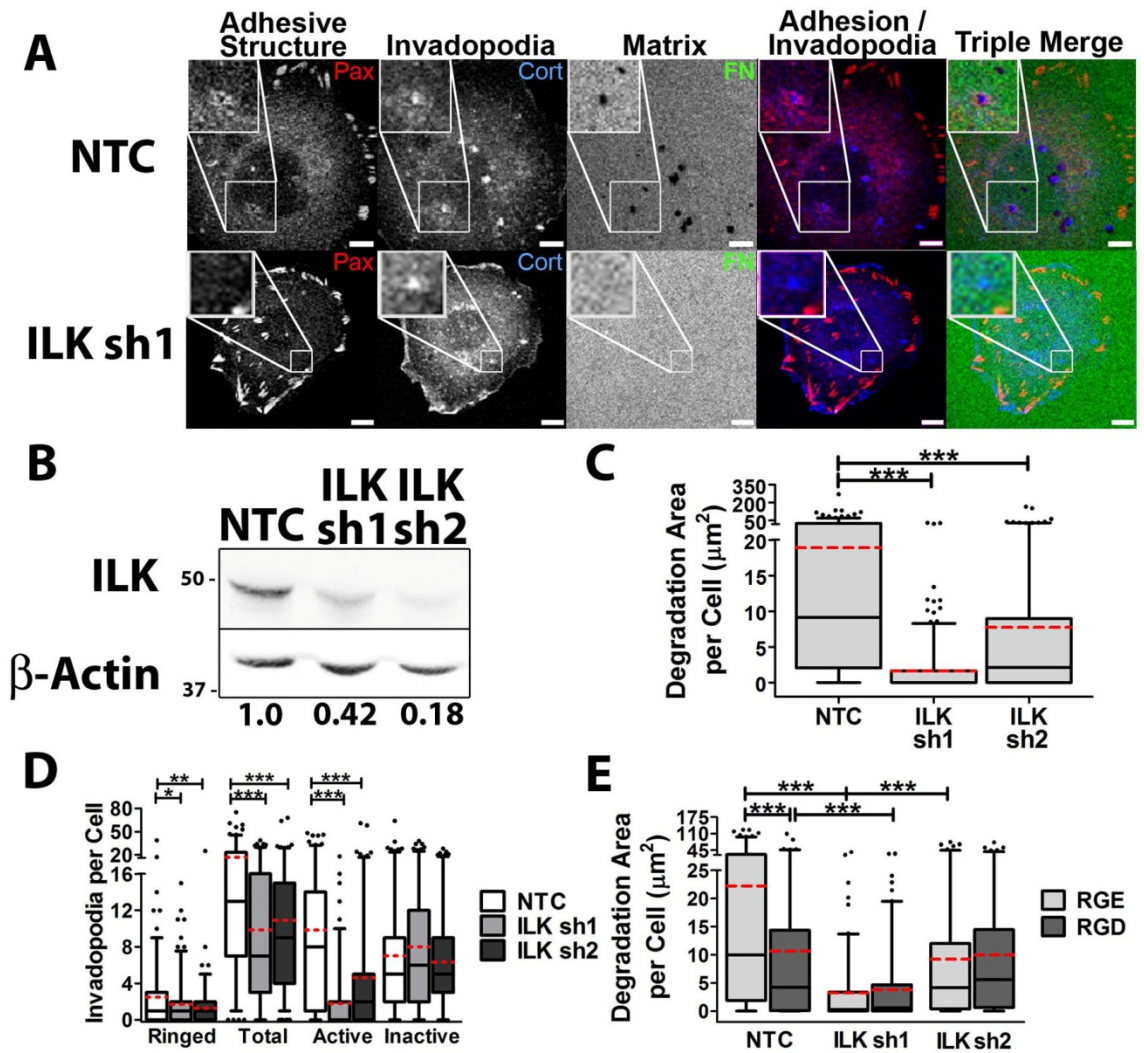 A
Adhesive Structure
Invadopodia
Matrix
Adhesion / Invadopodia
Triple Merge
NTC
Pax
Cort
FN
ILK sh1
Pax
Cort
FN
B
NTC
ILK sh1
ILK sh2
ILK
50 -
β-Actin
37 -
1.0
0.42
0.18
C
Degradation Area per Cell (μm²)
350
200
50
20
15
10
5
0
***
***
NTC
ILK sh1
ILK sh2
D
Invadopodia per Cell
80
50
20
16
12
8
4
0
**
*
***
***
***
***
Ringed
Total
Active
Inactive
NTC
ILK sh1
ILK sh2
E
Degradation Area per Cell (μm²)
175
110
45
25
20
15
10
5
0
***
***
***
***
NTC
ILK sh1
ILK sh2
RGE
RGD